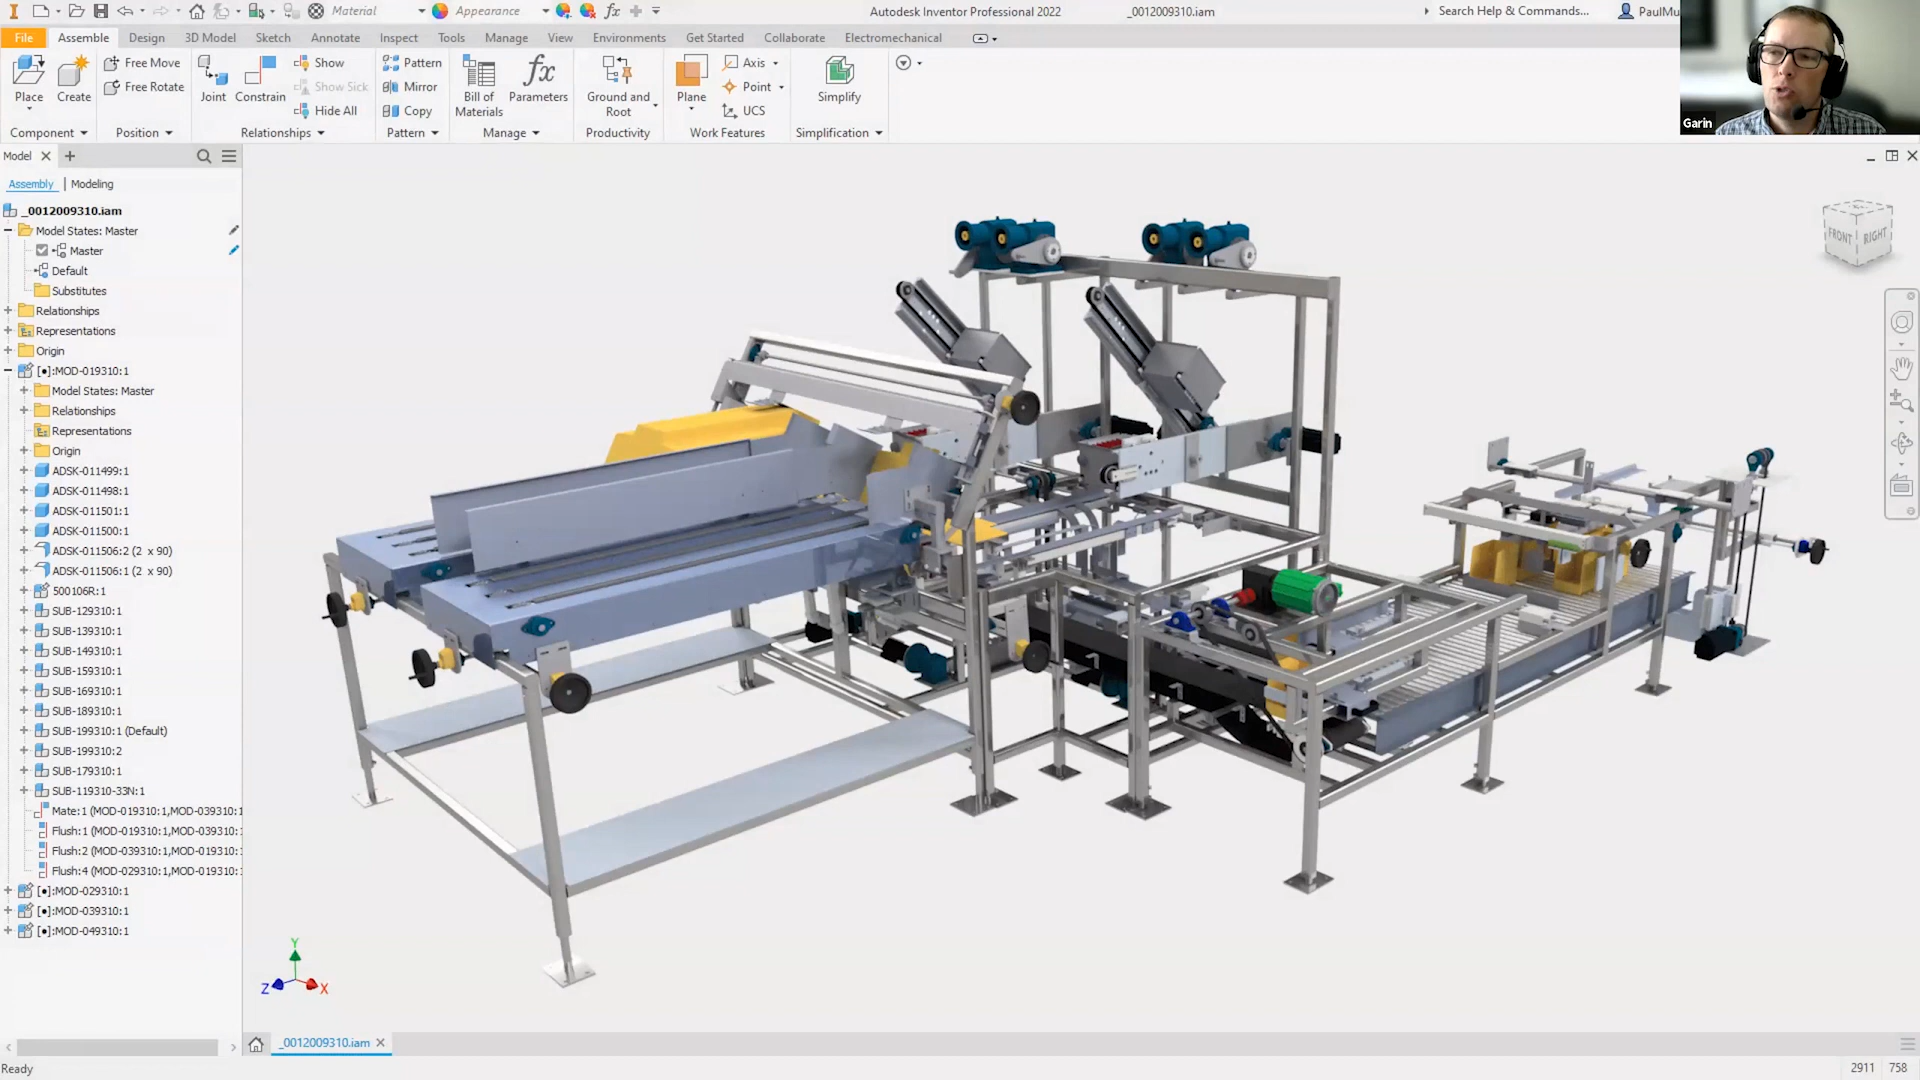 Material
Appearance
fx
Autodesk Inventor Professional 2022
_0012009310.iam
Search Help & Commands...
PaulMu
File
Assemble
Design
3D Model
Sketch
Annotate
Inspect
Tools
Manage
View
Environments
Get Started
Collaborate
Electromechanical
Place
Create
Free Move
Free Rotate
Component
Position
Joint
Constrain
Show
Show Sick
Hide All
Relationships
Pattern
Mirror
Copy
Pattern
Bill of
Materials
fx
Parameters
Manage
Ground and
Root
Productivity
Plane
Axis
Point
UCS
Work Features
Simplify
Simplification
Garin
Model
Assembly | Modeling
_0012009310.iam
Model States: Master
Master
Default
Substitutes
Relationships
Representations
Origin
[•]:MOD-019310:1
Model States: Master
Relationships
Representations
Origin
ADSK-011499:1
ADSK-011498:1
ADSK-011501:1
ADSK-011500:1
ADSK-011506:2 (2 x 90)
ADSK-011506:1 (2 x 90)
500106R:1
SUB-129310:1
SUB-139310:1
SUB-149310:1
SUB-159310:1
SUB-169310:1
SUB-189310:1
SUB-199310:1 (Default)
SUB-199310:2
SUB-179310:1
SUB-119310-33N:1
Mate:1 (MOD-019310:1,MOD-039310:1
Flush:1 (MOD-019310:1,MOD-039310:1
Flush:2 (MOD-039310:1,MOD-019310:1
Flush:4 (MOD-029310:1,MOD-019310:1
[•]:MOD-029310:1
[•]:MOD-039310:1
[•]:MOD-049310:1
FRONT
RIGHT
Y
Z
X
_0012009310.iam
Ready
2911
758